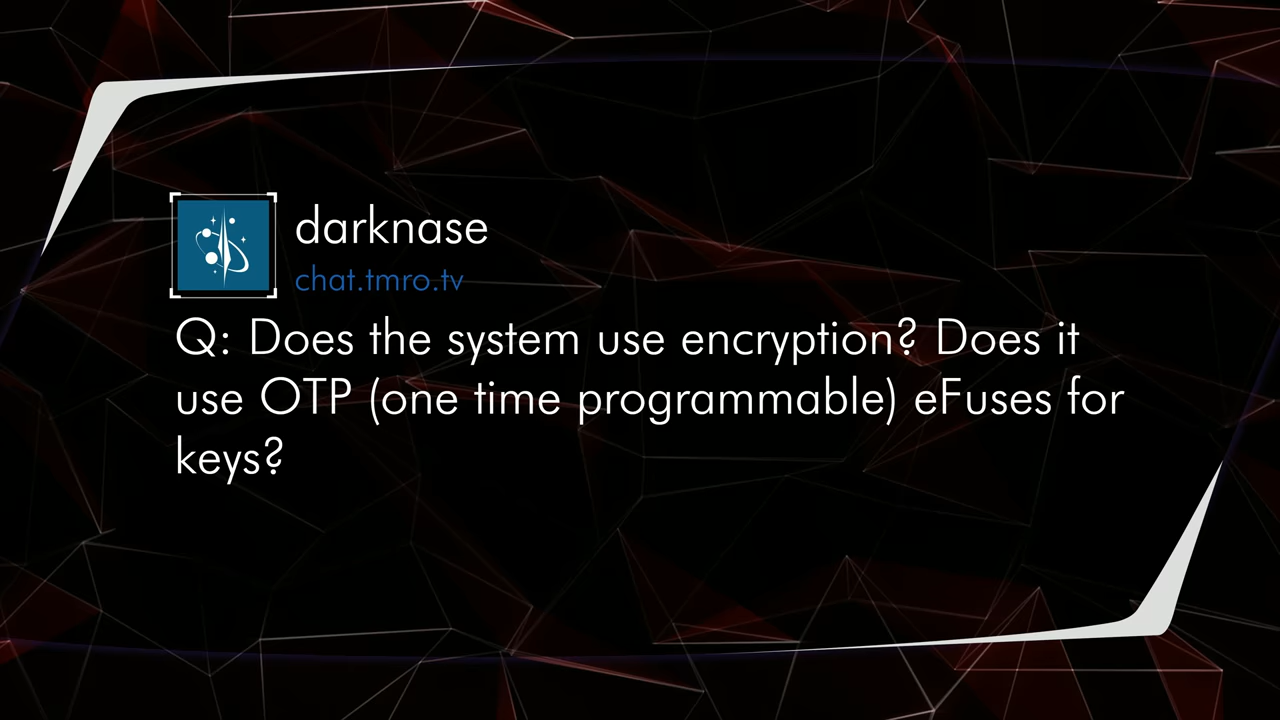 darknase
chat.tmro.tv
Q: Does the system use encryption? Does it
use OTP (one time programmable) eFuses for
keys?